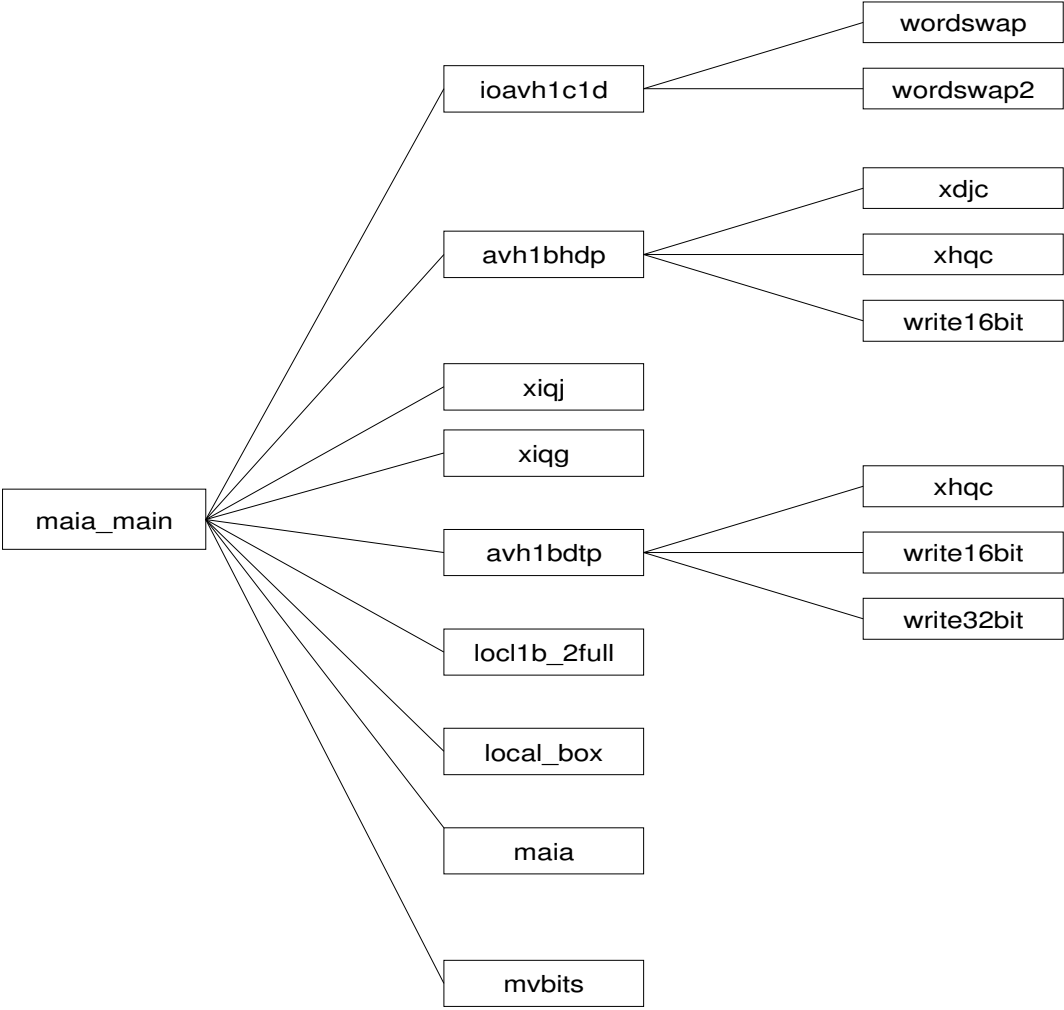 wordswap
ioavh1c1d
wordswap2
xdjc
avh1bhdp
xhqc
write16bit
xiqj
xiqg
xhqc
maia_main
avh1bdtp
write16bit
write32bit
locl1b_2full
local_box
maia
mvbits